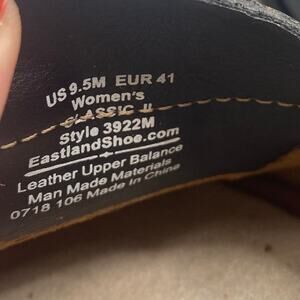 US 9.5M EUR 41
Women's
CLASSIC II
Style 3922M
EastlandShoe.com
Leather Upper Balance
Man Made Materials
0718 106 Made In China